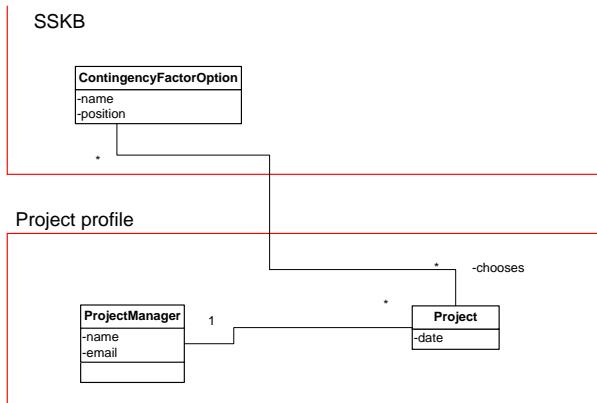 SSKB
ContingencyFactorOption
-name
-position
*
Project profile
* -chooses
*
ProjectManager
-name
-email
1
Project
-date